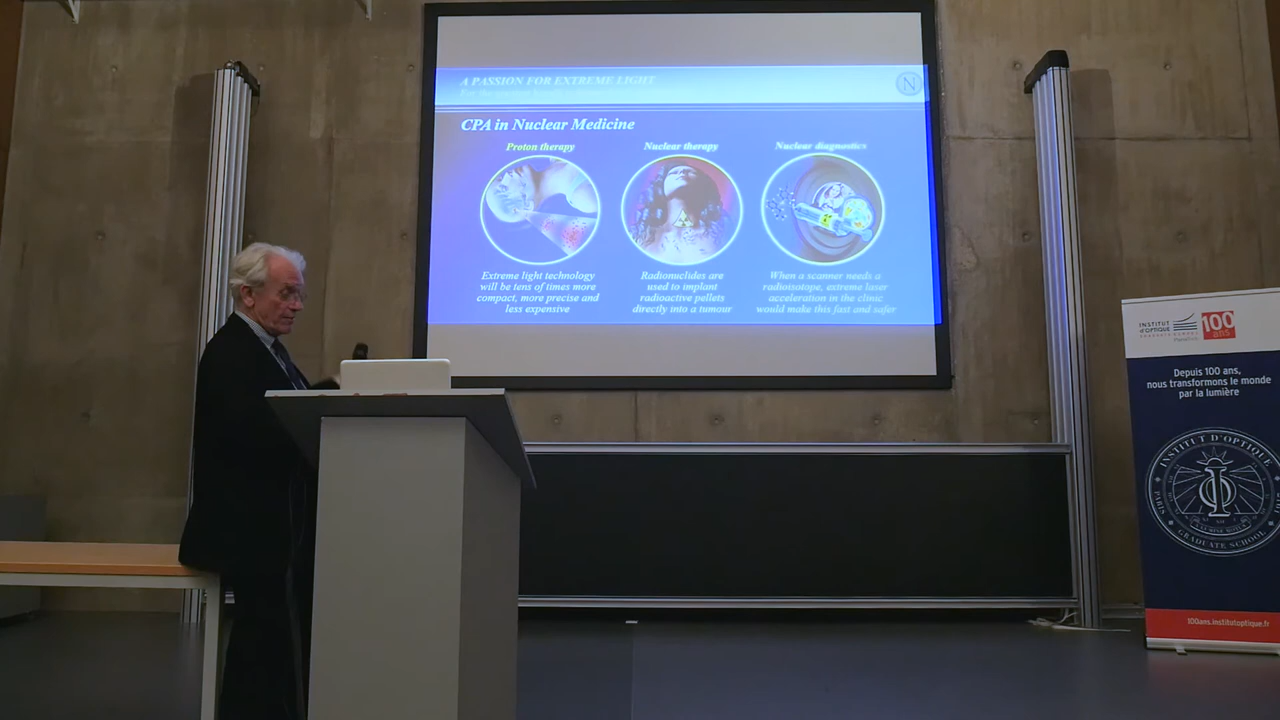 A PASSION FOR EXTREME LIGHT
N
CPA in Nuclear Medicine
Proton therapy
Nuclear therapy
Nuclear diagnostics
Extreme light technology
will be tens of times more
compact, more precise and
less expensive
Radionuclides are
used to implant
radioactive pellets
directly into a tumour
When a scanner needs a
radioisotope, extreme laser
acceleration in the clinic
would make this fast and safer
INSTITUT
d'OPTIQUE
GRADUATE SCHOOL
ParisTech
100
ans
Depuis 100 ans,
nous transformons le monde
par la lumière
INSTITUT D'OPTIQUE
PARIS
GRADUATE SCHOOL
100ans.institutoptique.fr